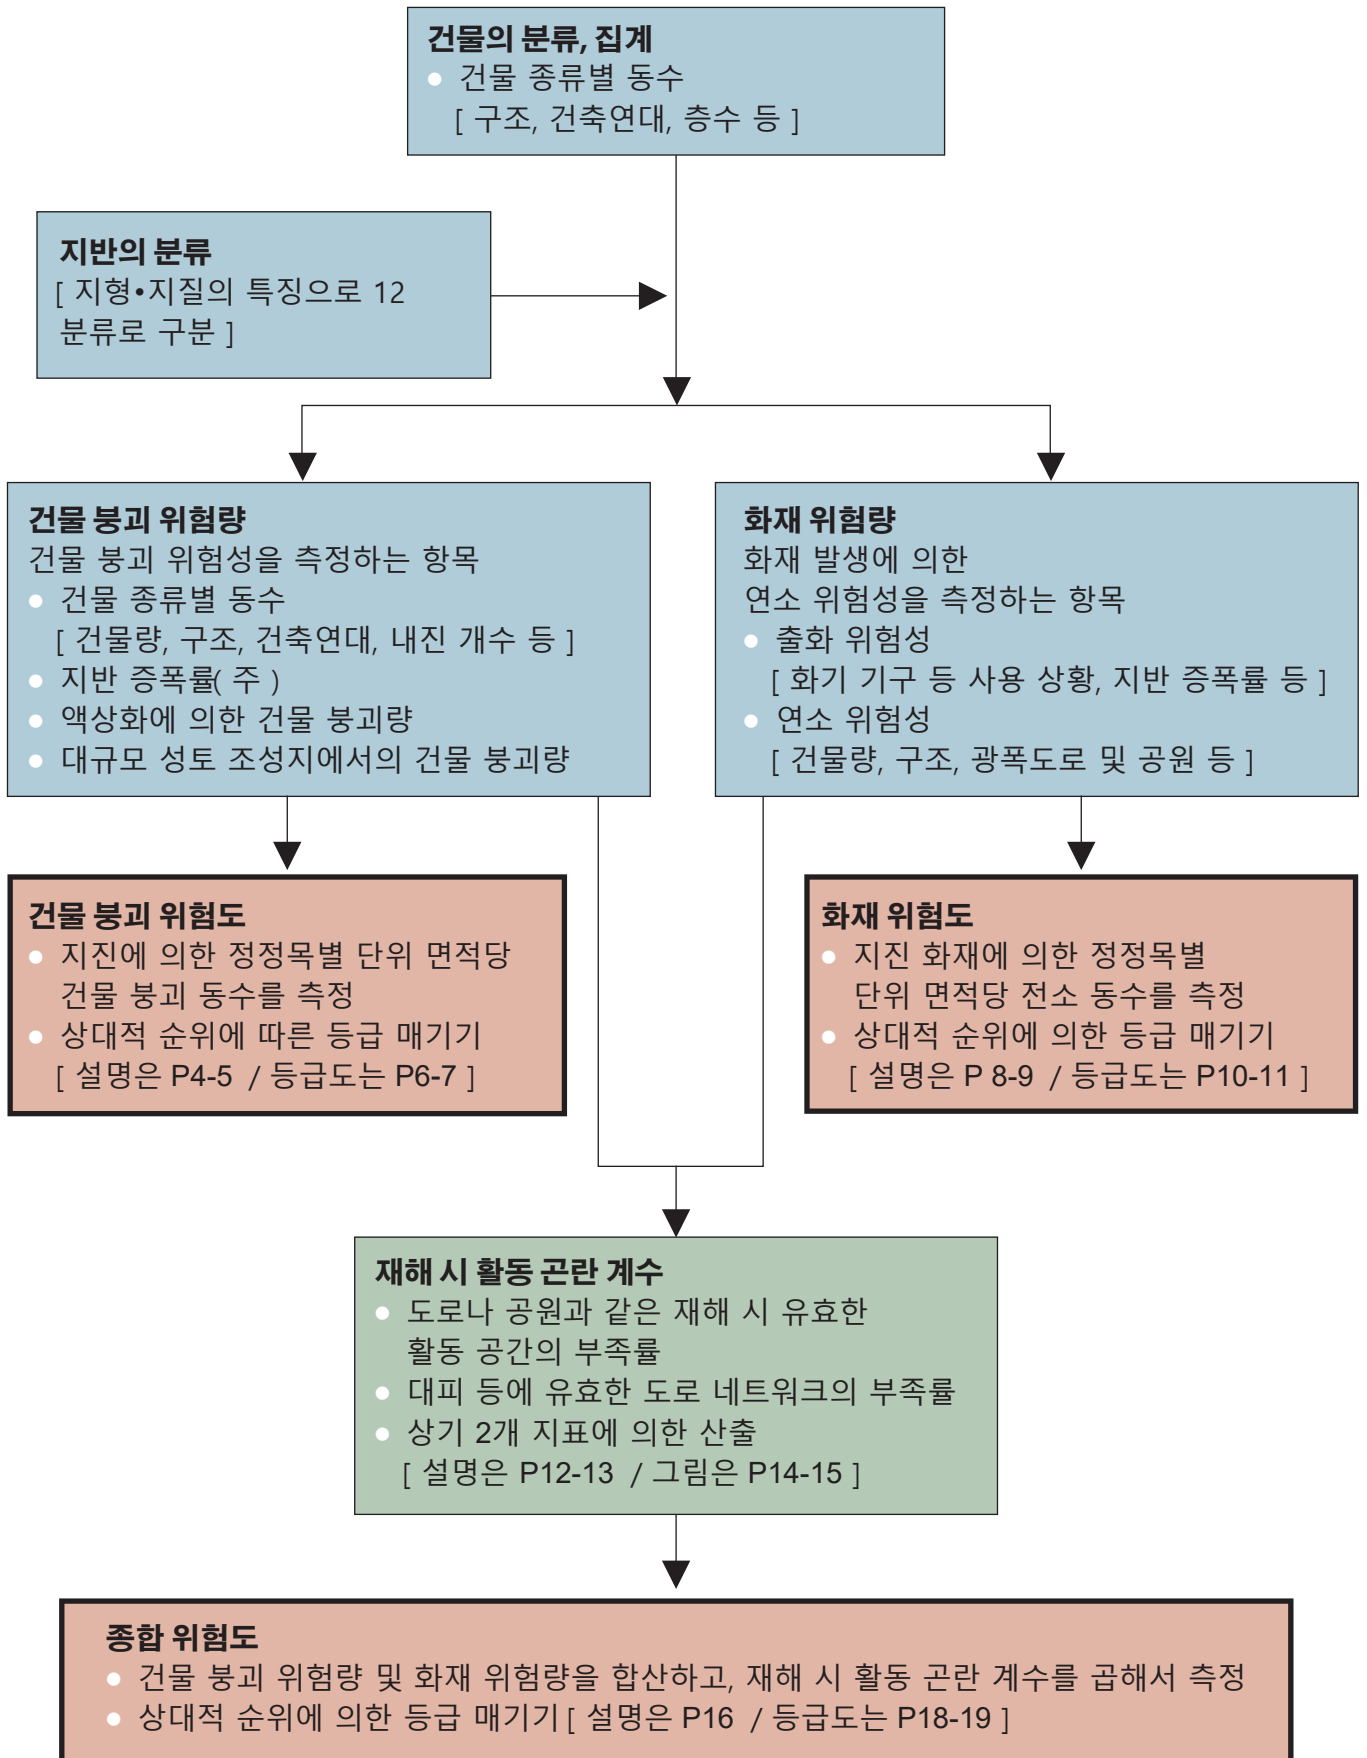 건물의 분류, 집계
● 건물 종류별 동수
[ 구조, 건축연대, 층수 등 ]
지반의 분류
[ 지형•지질의 특징으로 12
분류로 구분 ]
건물 붕괴 위험량
건물 붕괴 위험성을 측정하는 항목
● 건물 종류별 동수
[ 건물량, 구조, 건축연대, 내진 개수 등 ]
● 지반 증폭률( 주 )
● 액상화에 의한 건물 붕괴량
● 대규모 성토 조성지에서의 건물 붕괴량
화재 위험량
화재 발생에 의한
연소 위험성을 측정하는 항목
● 출화 위험성
[ 화기 기구 등 사용 상황, 지반 증폭률 등 ]
● 연소 위험성
[ 건물량, 구조, 광폭도로 및 공원 등 ]
건물 붕괴 위험도
● 지진에 의한 정정목별 단위 면적당
건물 붕괴 동수를 측정
● 상대적 순위에 따른 등급 매기기
[ 설명은 P4-5 / 등급도는 P6-7 ]
화재 위험도
● 지진 화재에 의한 정정목별
단위 면적당 전소 동수를 측정
● 상대적 순위에 의한 등급 매기기
[ 설명은 P 8-9 / 등급도는 P10-11 ]
재해 시 활동 곤란 계수
● 도로나 공원과 같은 재해 시 유효한
활동 공간의 부족률
● 대피 등에 유효한 도로 네트워크의 부족률
● 상기 2개 지표에 의한 산출
[ 설명은 P12-13 / 그림은 P14-15 ]
종합 위험도
● 건물 붕괴 위험량 및 화재 위험량을 합산하고, 재해 시 활동 곤란 계수를 곱해서 측정
● 상대적 순위에 의한 등급 매기기 [ 설명은 P16 / 등급도는 P18-19 ]